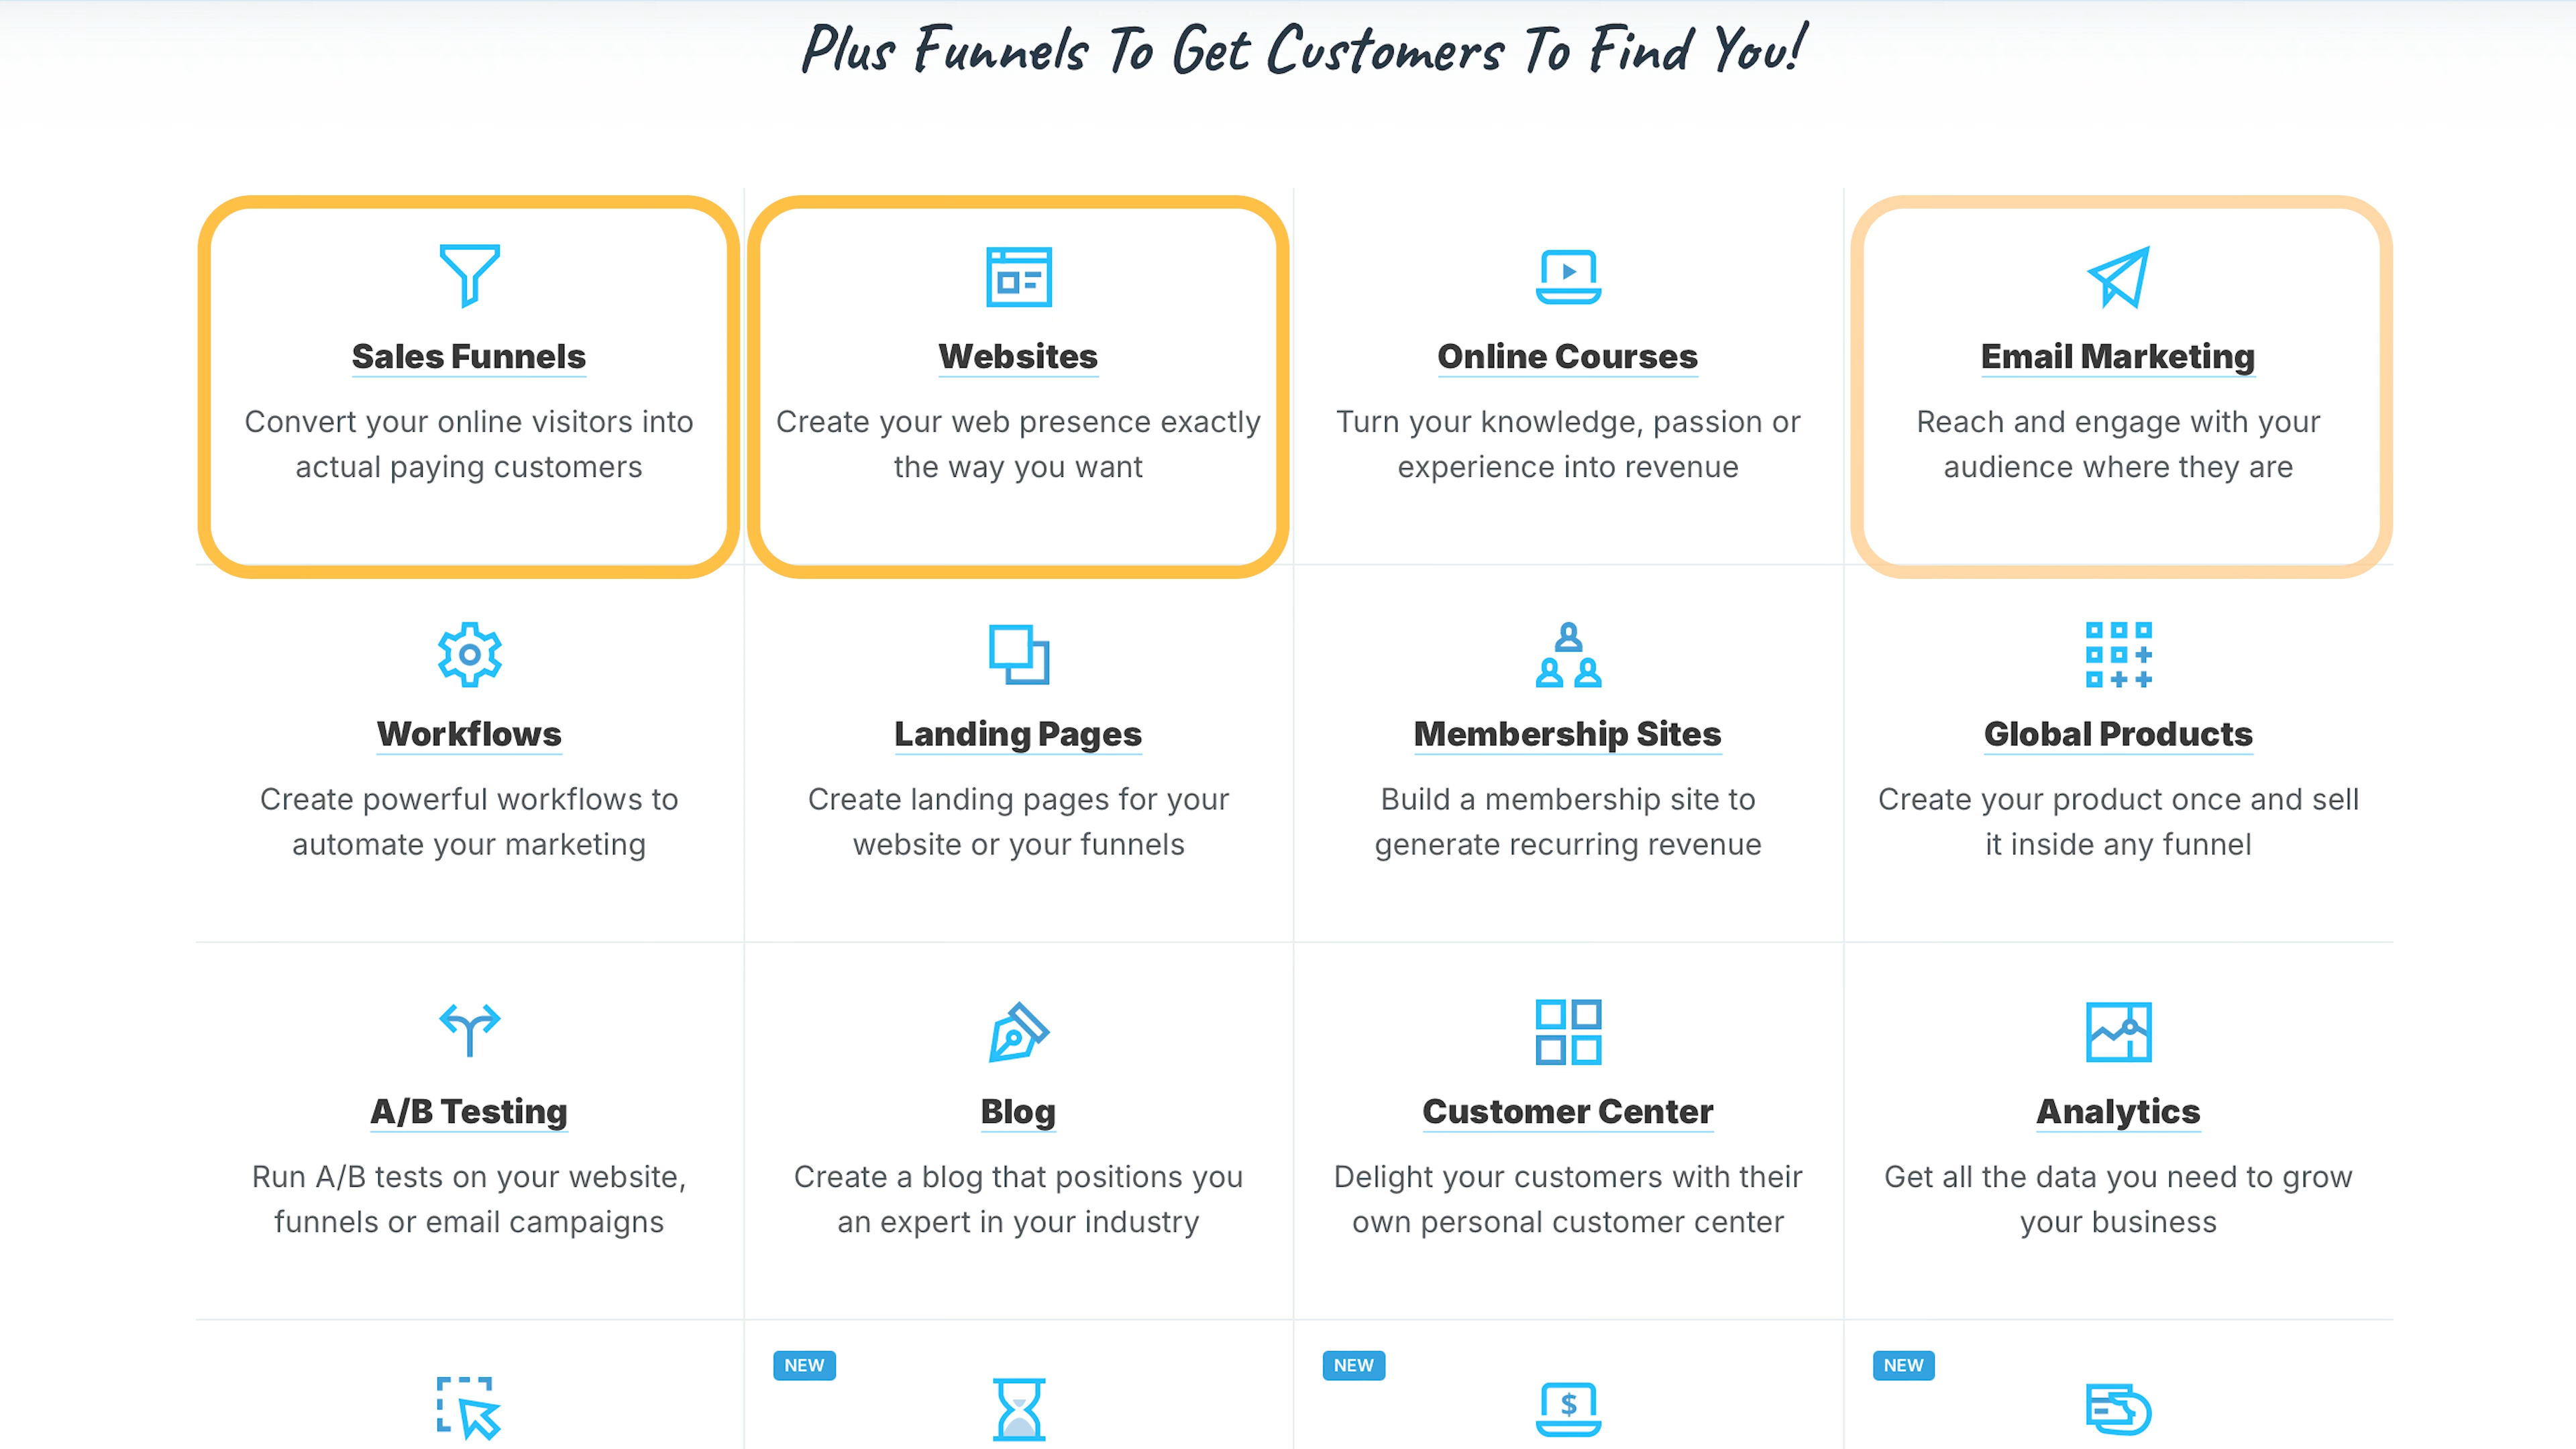 Plus Funnels To Get Customers To Find You!
Sales Funnels
Convert your online visitors into
actual paying customers
Websites
Create your web presence exactly
the way you want
Online Courses
Turn your knowledge, passion or
experience into revenue
Email Marketing
Reach and engage with your
audience where they are
Workflows
Create powerful workflows to
automate your marketing
Landing Pages
Create landing pages for your
website or your funnels
Membership Sites
Build a membership site to
generate recurring revenue
Global Products
Create your product once and sell
it inside any funnel
A/B Testing
Run A/B tests on your website,
funnels or email campaigns
Blog
Create a blog that positions you
an expert in your industry
Customer Center
Delight your customers with their
own personal customer center
Analytics
Get all the data you need to grow
your business
NEW
NEW
$
NEW